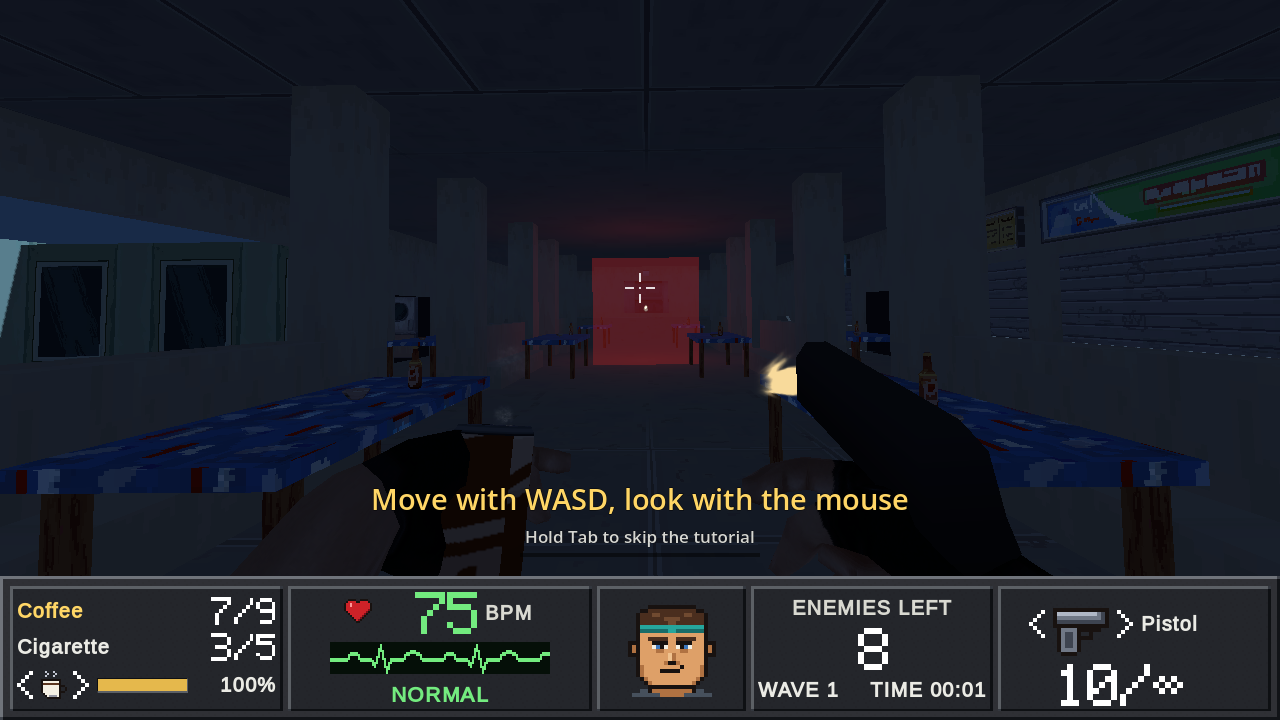 Move with WASD, look with the mouse
Hold Tab to skip the tutorial
Coffee 7/9
Cigarette 3/5
100%
75 BPM
NORMAL
ENEMIES LEFT
8
WAVE 1 TIME 00:01
Pistol
10/∞